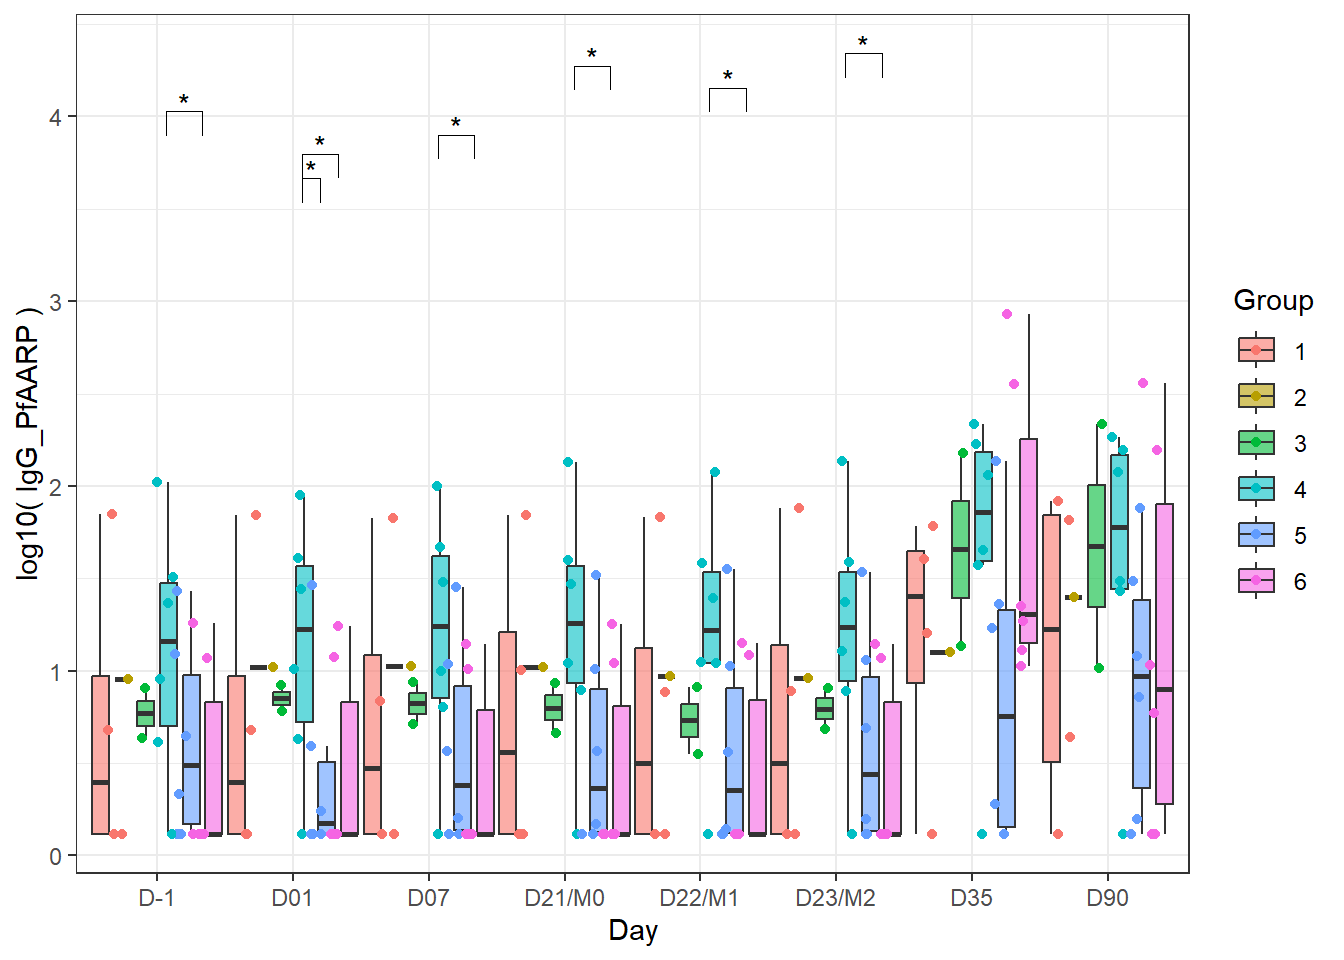 *
*
*
*
*
*
*
4
3
2
1
0
log10( IgG_PfAARP )
D-1
D01
D07
D21/M0
D22/M1
D23/M2
D35
D90
Day
Group
1
2
3
4
5
6